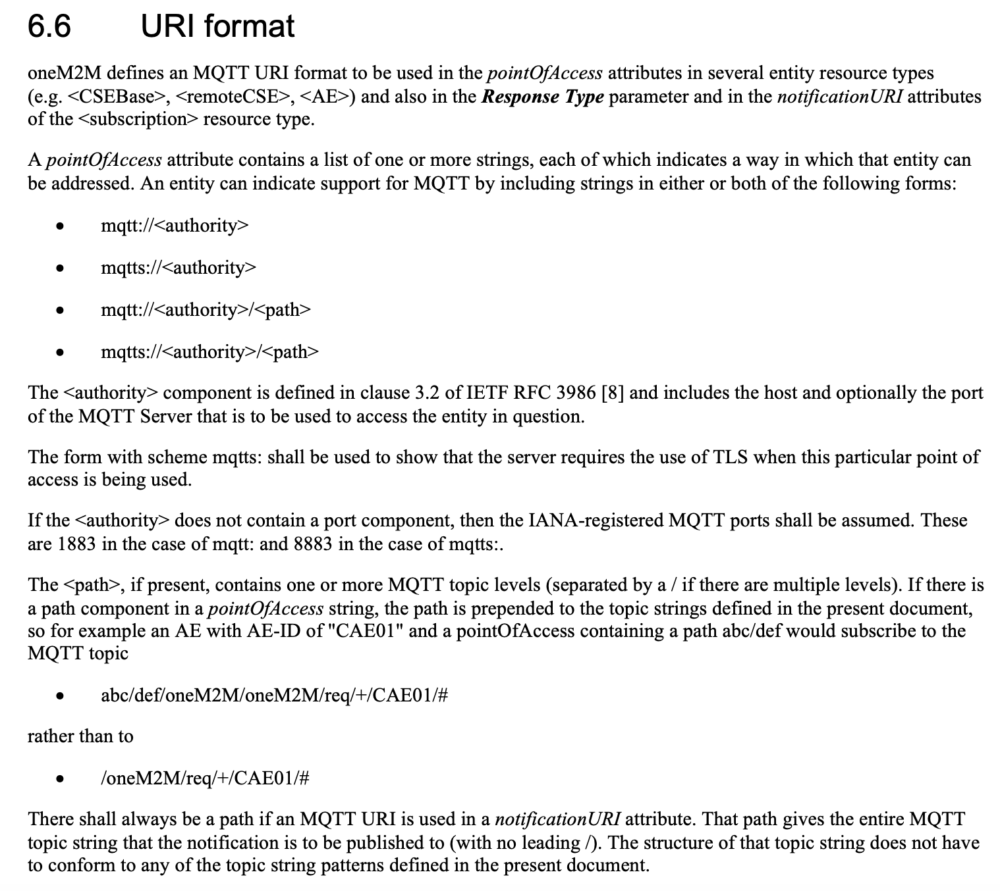 6.6 URI format
oneM2M defines an MQTT URI format to be used in the pointOfAccess attributes in several entity resource types
(e.g. <CSEBase>, <remoteCSE>, <AE>) and also in the Response Type parameter and in the notificationURI attributes
of the <subscription> resource type.
A pointOfAccess attribute contains a list of one or more strings, each of which indicates a way in which that entity can
be addressed. An entity can indicate support for MQTT by including strings in either or both of the following forms:
• mqtt://<authority>
• mqtts://<authority>
• mqtt://<authority>/<path>
• mqtts://<authority>/<path>
The <authority> component is defined in clause 3.2 of IETF RFC 3986 [8] and includes the host and optionally the port
of the MQTT Server that is to be used to access the entity in question.
The form with scheme mqtts: shall be used to show that the server requires the use of TLS when this particular point of
access is being used.
If the <authority> does not contain a port component, then the IANA-registered MQTT ports shall be assumed. These
are 1883 in the case of mqtt: and 8883 in the case of mqtts:.
The <path>, if present, contains one or more MQTT topic levels (separated by a / if there are multiple levels). If there is
a path component in a pointOfAccess string, the path is prepended to the topic strings defined in the present document,
so for example an AE with AE-ID of "CAE01" and a pointOfAccess containing a path abc/def would subscribe to the
MQTT topic
• abc/def/oneM2M/oneM2M/req/+/CAE01/#
rather than to
• /oneM2M/req/+/CAE01/#
There shall always be a path if an MQTT URI is used in a notificationURI attribute. That path gives the entire MQTT
topic string that the notification is to be published to (with no leading /). The structure of that topic string does not have
to conform to any of the topic string patterns defined in the present document.